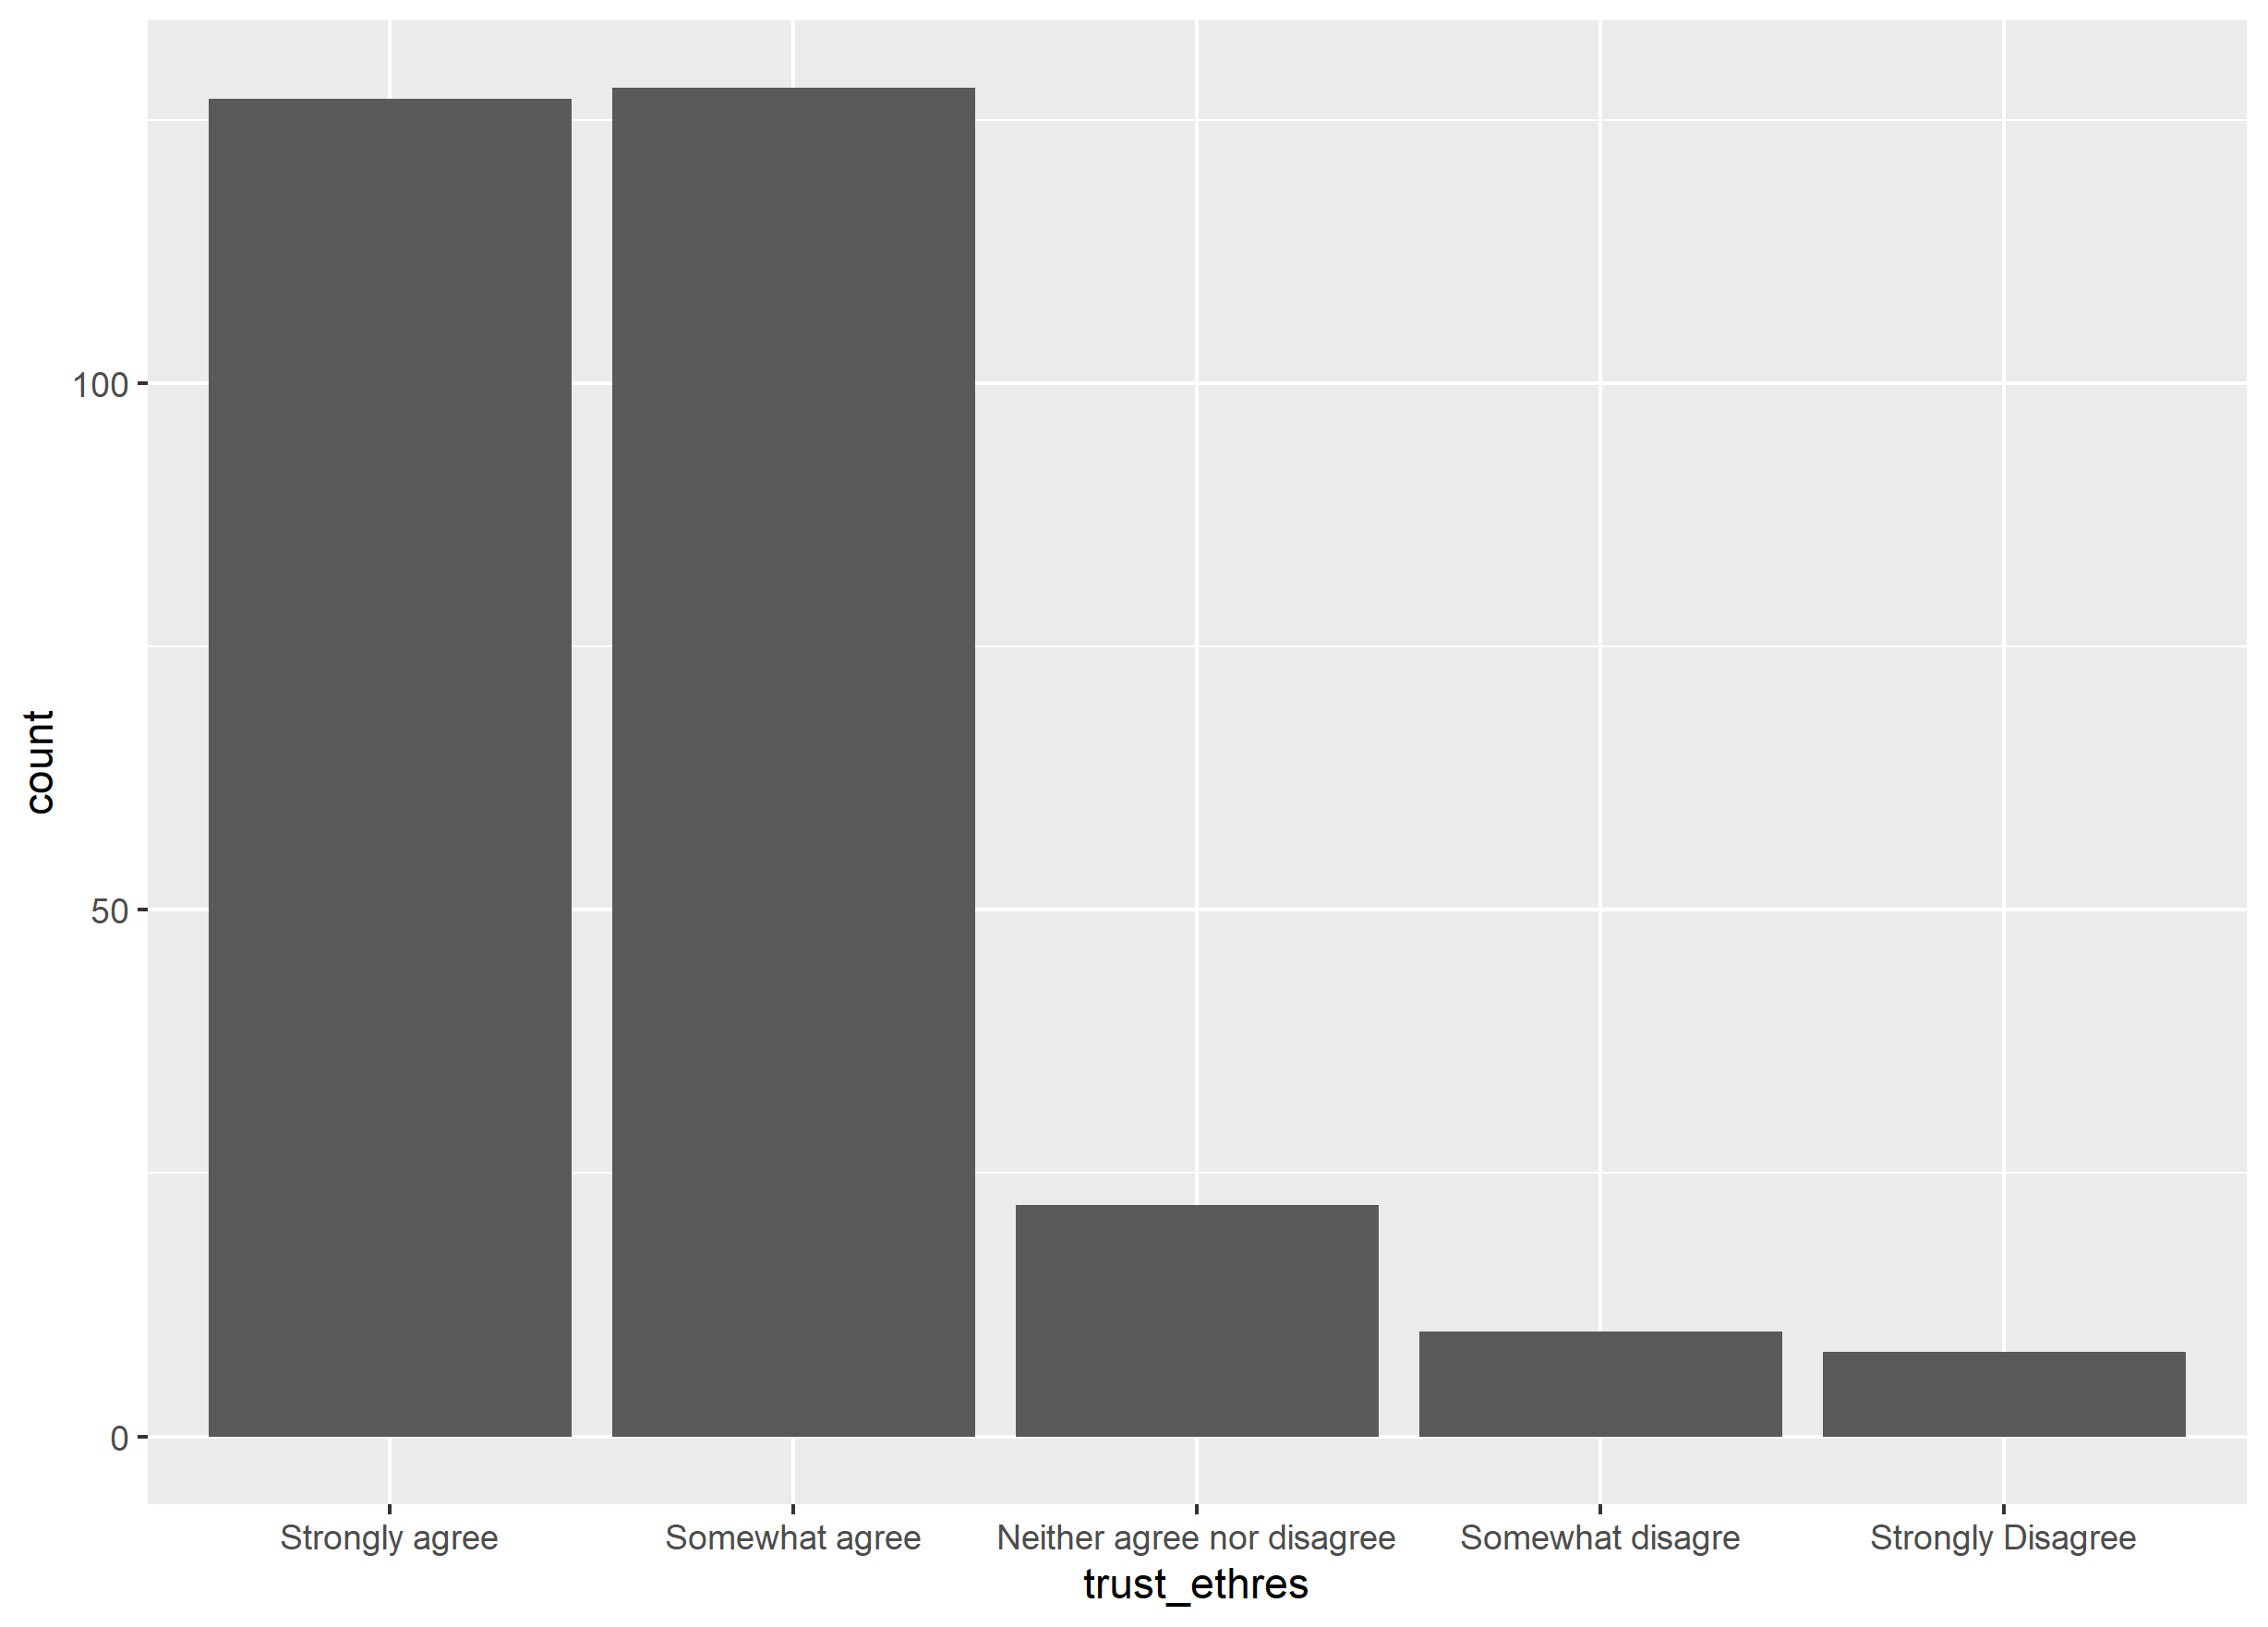 count
100
50
0
Strongly agree
Somewhat agree
Neither agree nor disagree
Somewhat disagre
Strongly Disagree
trust_ethres